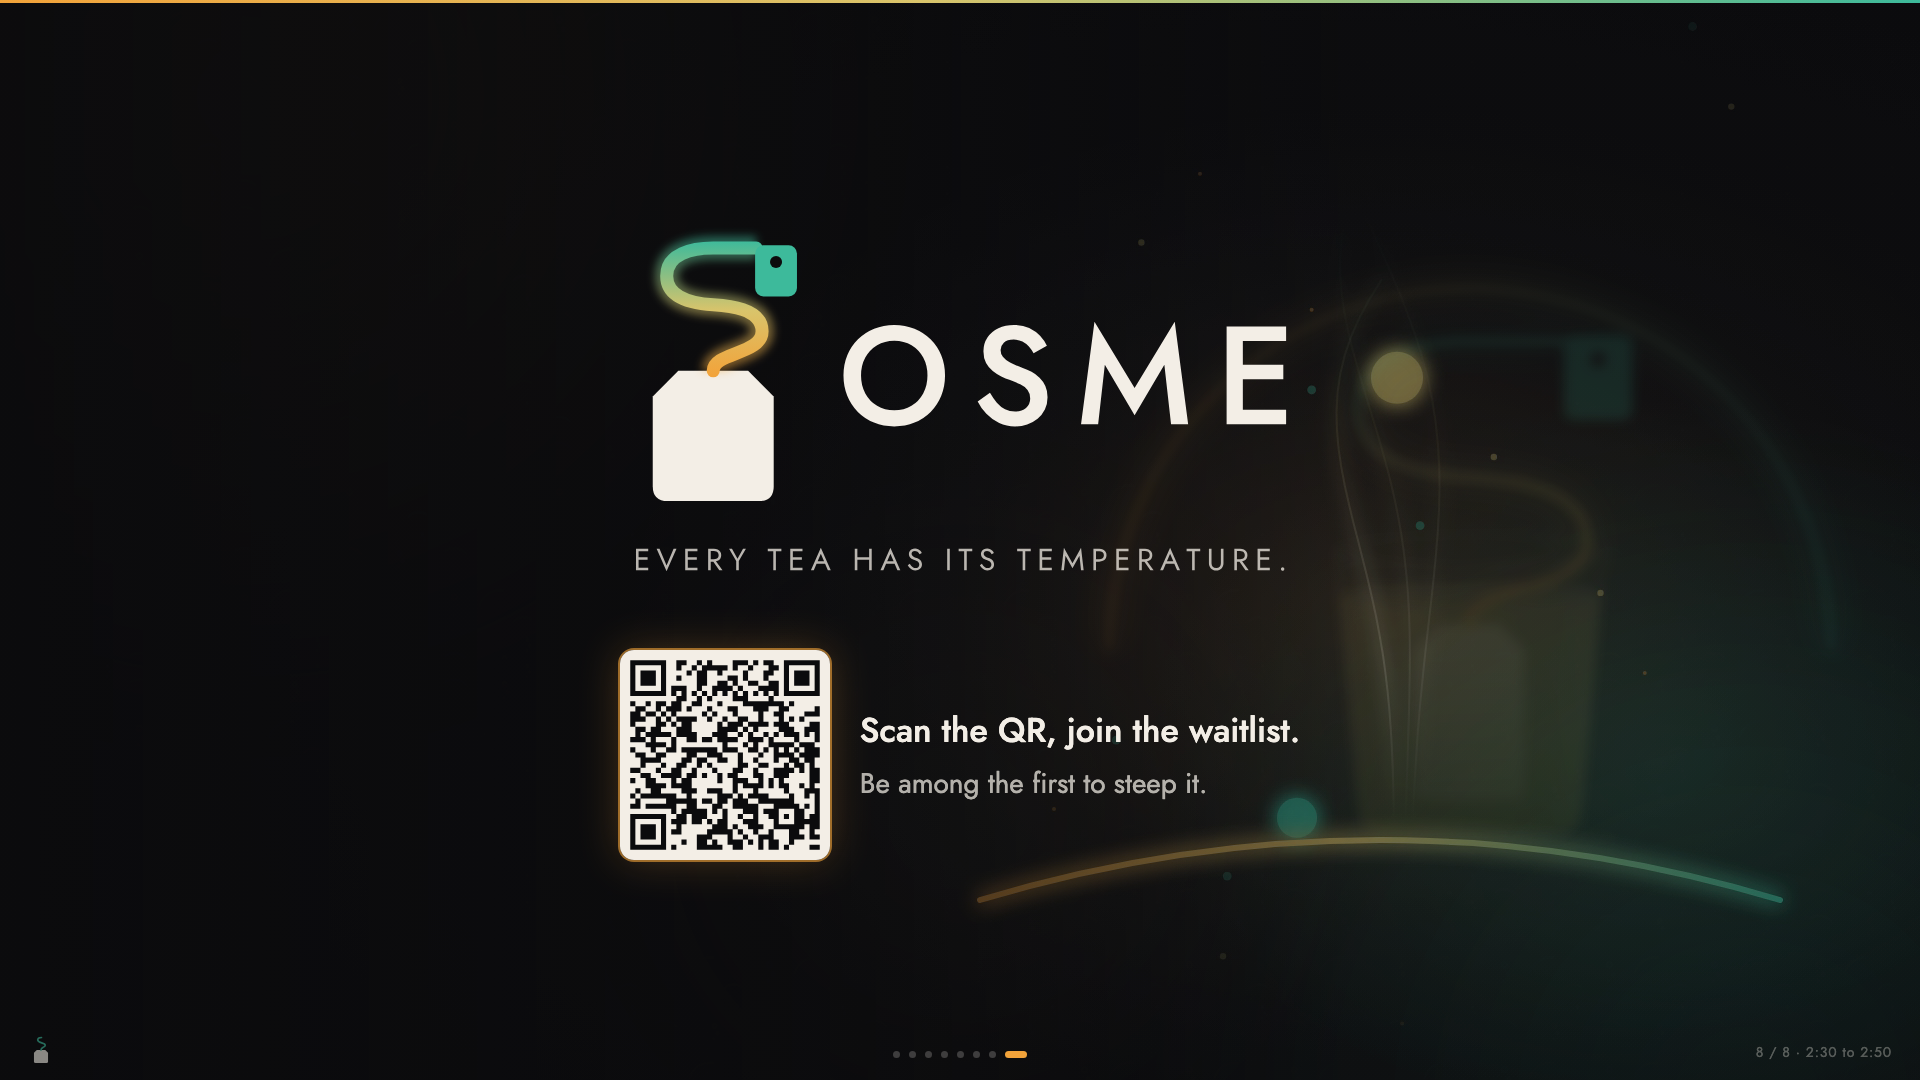 OSME
EVERY TEA HAS ITS TEMPERATURE.
Scan the QR, join the waitlist.
Be among the first to steep it.
8 / 8 · 2:30 to 2:50